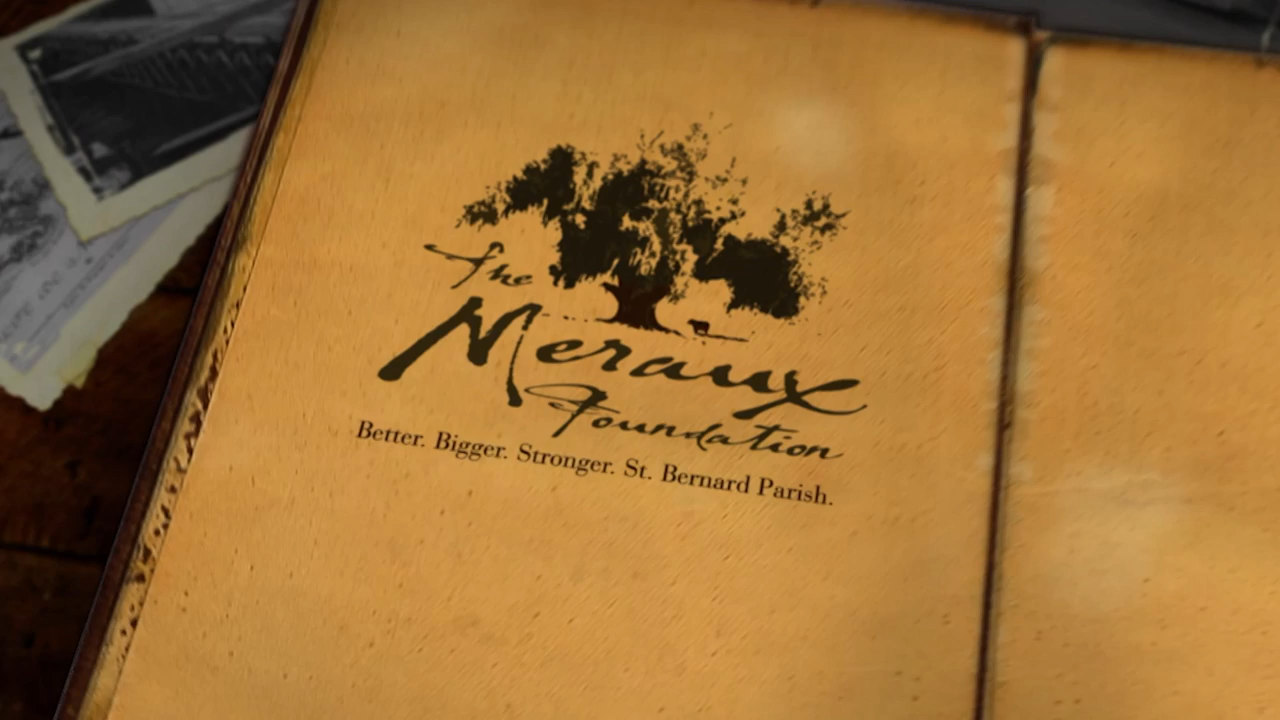 The
Meraux
Foundation
Better. Bigger. Stronger. St. Bernard Parish.